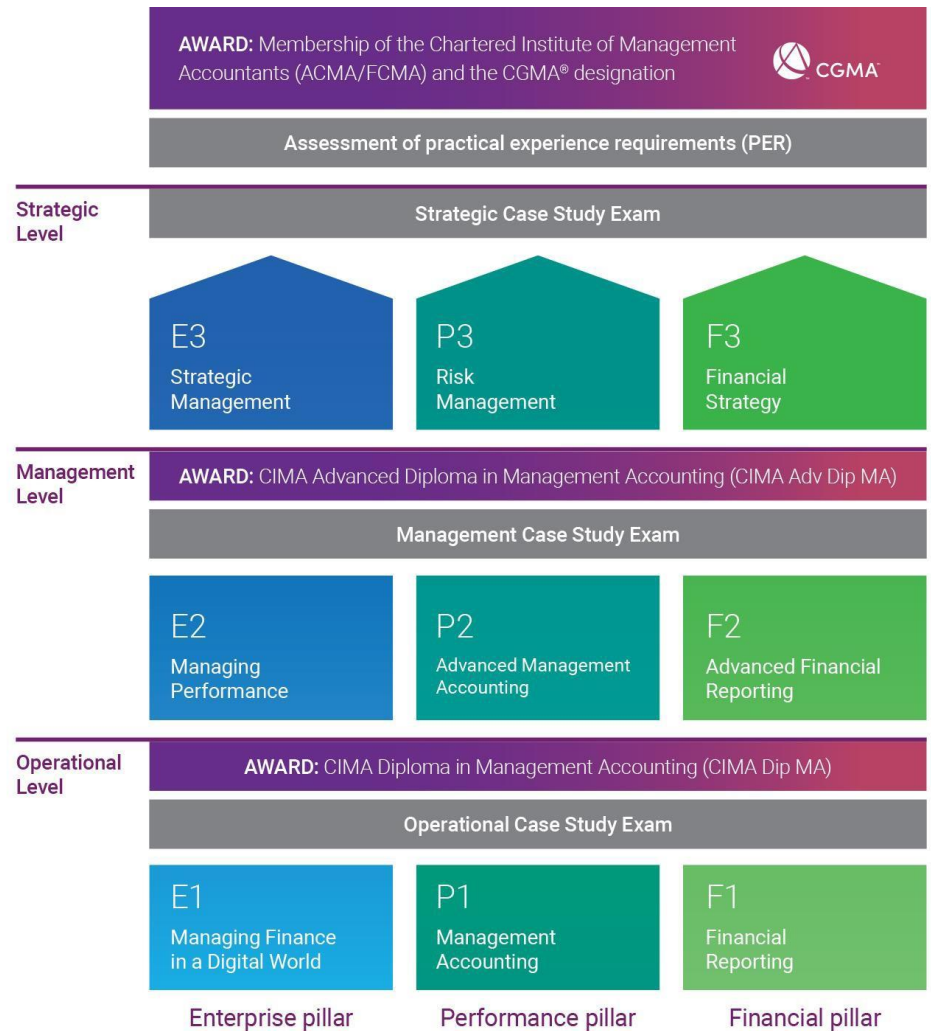 AWARD: Membership of the Chartered Institute of Management
Accountants (ACMA/FCMA) and the CGMA® designation
CGMA™
Assessment of practical experience requirements (PER)
Strategic
Level
Strategic Case Study Exam
E3
Strategic
Management
P3
Risk
Management
F3
Financial
Strategy
Management
Level
AWARD: CIMA Advanced Diploma in Management Accounting (CIMA Adv Dip MA)
Management Case Study Exam
E2
Managing
Performance
P2
Advanced Management
Accounting
F2
Advanced Financial
Reporting
Operational
Level
AWARD: CIMA Diploma in Management Accounting (CIMA Dip MA)
Operational Case Study Exam
E1
Managing Finance
in a Digital World
P1
Management
Accounting
F1
Financial
Reporting
Enterprise pillar
Performance pillar
Financial pillar